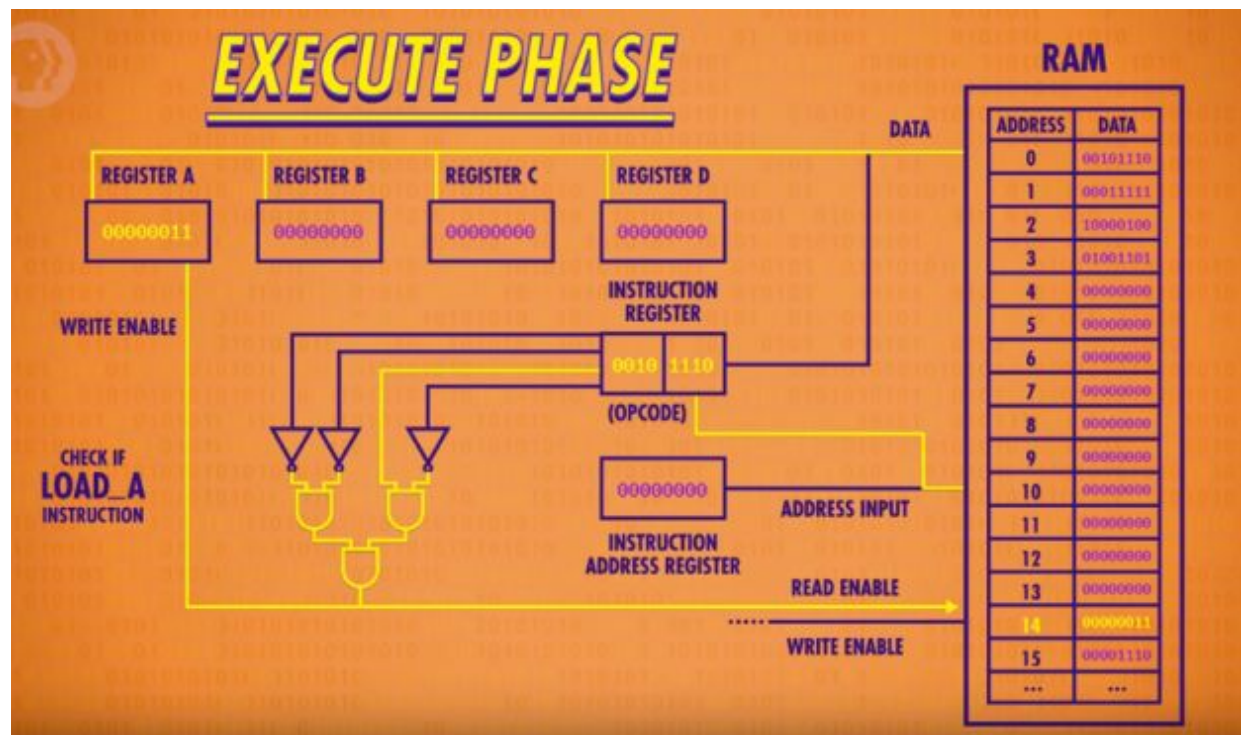 EXECUTE PHASE
RAM
DATA
ADDRESS DATA
0 00101110
1 00011111
2 10000100
3 01001101
4 00000000
5 00000000
6 00000000
7 00000000
8 00000000
9 00000000
10 00000000
11 00000000
12 00000000
13 00000000
14 00000011
15 00001110
... ...
REGISTER A
00000011
REGISTER B
00000000
REGISTER C
00000000
REGISTER D
00000000
WRITE ENABLE
INSTRUCTION
REGISTER
0010 1110
(OPCODE)
CHECK IF
LOAD_A
INSTRUCTION
00000000
INSTRUCTION
ADDRESS REGISTER
ADDRESS INPUT
READ ENABLE
WRITE ENABLE